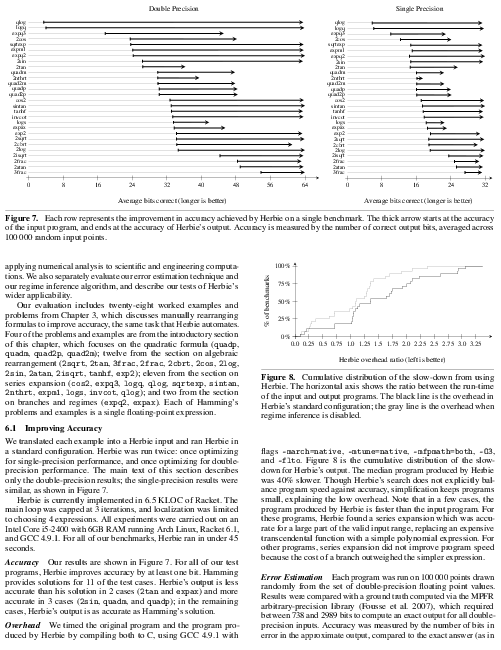 Double Precision
Single Precision
qlog
logq
expq3
2cos
sqrtexp
expm1
expq2
2sin
2tan
quadm
2nthrt
quad2m
quadp
quad2p
cos2
sintan
tanhf
invcot
logs
expax
exp2
2sqrt
2cbrt
2log
2isqrt
2frac
2atan
3frac
0 8 16 24 32 40 48 56 64
Average bits correct (longer is better)
qlog
logq
expq3
2cos
sqrtexp
expm1
expq2
2sin
2tan
quadm
2nthrt
quad2m
quadp
quad2p
cos2
sintan
tanhf
invcot
logs
expax
exp2
2sqrt
2cbrt
2log
2isqrt
2frac
2atan
3frac
0 8 16 24 32
Average bits correct (longer is better)
Figure 7. Each row represents the improvement in accuracy achieved by Herbie on a single benchmark. The thick arrow starts at the accuracy
of the input program, and ends at the accuracy of Herbie's output. Accuracy is measured by the number of correct output bits, averaged across
100 000 random input points.
applying numerical analysis to scientific and engineering computa-
tions. We also separately evaluate our error estimation technique and
our regime inference algorithm, and describe our tests of Herbie's
wider applicability.
Our evaluation includes twenty-eight worked examples and
problems from Chapter 3, which discusses manually rearranging
formulas to improve accuracy, the same task that Herbie automates.
Four of the problems and examples are from the introductory section
of this chapter, which focuses on the quadratic formula (quadp,
quadm, quad2p, quad2m); twelve from the section on algebraic
rearrangement (2sqrt, 2tan, 3frac, 2frac, 2cbrt, 2cos, 2log,
2sin, 2atan, 2isqrt, tanhf, exp2); eleven from the section on
series expansion (cos2, expq3, logq, qlog, sqrtexp, sintan,
2nthrt, expm1, logs, invcot, qlog); and two from the section
on branches and regimes (expq2, expax). Each of Hamming's
problems and examples is a single floating-point expression.
6.1 Improving Accuracy
We translated each example into a Herbie input and ran Herbie in
a standard configuration. Herbie was run twice: once optimizing
for single-precision performance, and once optimizing for double-
precision performance. The main text of this section describes
only the double-precision results; the single-precision results were
similar, as shown in Figure 7.
Herbie is currently implemented in 6.5 KLOC of Racket. The
main loop was capped at 3 iterations, and localization was limited
to choosing 4 expressions. All experiments were carried out on an
Intel Core i5-2400 with 6GB RAM running Arch Linux, Racket 6.1,
and GCC 4.9.1. For all of our benchmarks, Herbie ran in under 45
seconds.
Accuracy Our results are shown in Figure 7. For all of our test
programs, Herbie improves accuracy by at least one bit. Hamming
provides solutions for 11 of the test cases. Herbie's output is less
accurate than his solution in 2 cases (2tan and expax) and more
accurate in 3 cases (2sin, quadm, and quadp); in the remaining
cases, Herbie's output is as accurate as Hamming's solution.
Overhead We timed the original program and the program pro-
duced by Herbie by compiling both to C, using GCC 4.9.1 with
% of benchmarks
100%
75%
50%
25%
0%
0.0 0.25 0.5 0.75 1.0 1.25 1.5 1.75 2.0 2.25 2.5 2.75 3.0 3.25
Herbie overhead ratio (left is better)
Figure 8. Cumulative distribution of the slow-down from using
Herbie. The horizontal axis shows the ratio between the run-time
of the input and output programs. The black line is the overhead in
Herbie's standard configuration; the gray line is the overhead when
regime inference is disabled.
flags -march=native, -mtune=native, -mfpmath=both, -O3,
and -flto. Figure 8 is the cumulative distribution of the slow-
down for Herbie's output. The median program produced by Herbie
was 40% slower. Though Herbie's search does not explicitly bal-
ance program speed against accuracy, simplification keeps programs
small, explaining the low overhead. Note that in a few cases, the
program produced by Herbie is faster than the input program. For
these programs, Herbie found a series expansion which was accu-
rate for a large part of the valid input range, replacing an expensive
transcendental function with a simple polynomial expression. For
other programs, series expansion did not improve program speed
because the cost of a branch outweighed the simpler expression.
Error Estimation Each program was run on 100 000 points drawn
randomly from the set of double-precision floating point values.
Results were compared with a ground truth computed via the MPFR
arbitrary-precision library (Fousse et al. 2007), which required
between 738 and 2989 bits to compute an exact output for all double-
precision inputs. Accuracy was measured by the number of bits in
error in the approximate output, compared to the exact answer (as in